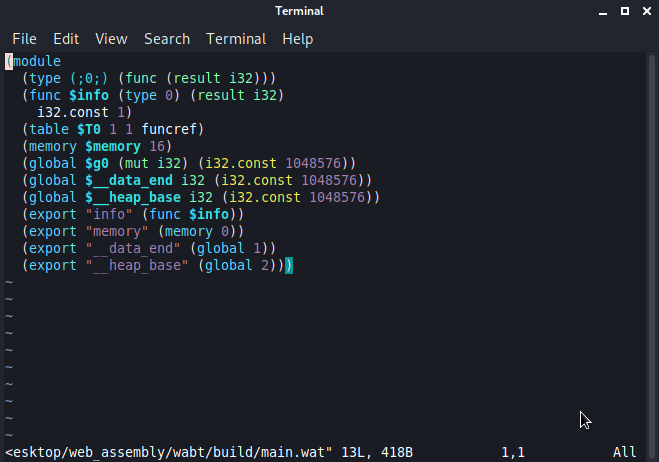 Terminal
File Edit View Search Terminal Help
(module
  (type (;0;) (func (result i32)))
  (func $info (type 0) (result i32)
    i32.const 1)
  (table $T0 1 1 funcref)
  (memory $memory 16)
  (global $g0 (mut i32) (i32.const 1048576))
  (global $__data_end i32 (i32.const 1048576))
  (global $__heap_base i32 (i32.const 1048576))
  (export "info" (func $info))
  (export "memory" (memory 0))
  (export "__data_end" (global 1))
  (export "__heap_base" (global 2)))
~
~
~
~
~
~
~
~
~
~
<esktop/web_assembly/wabt/build/main.wat" 13L, 418B 1,1 All